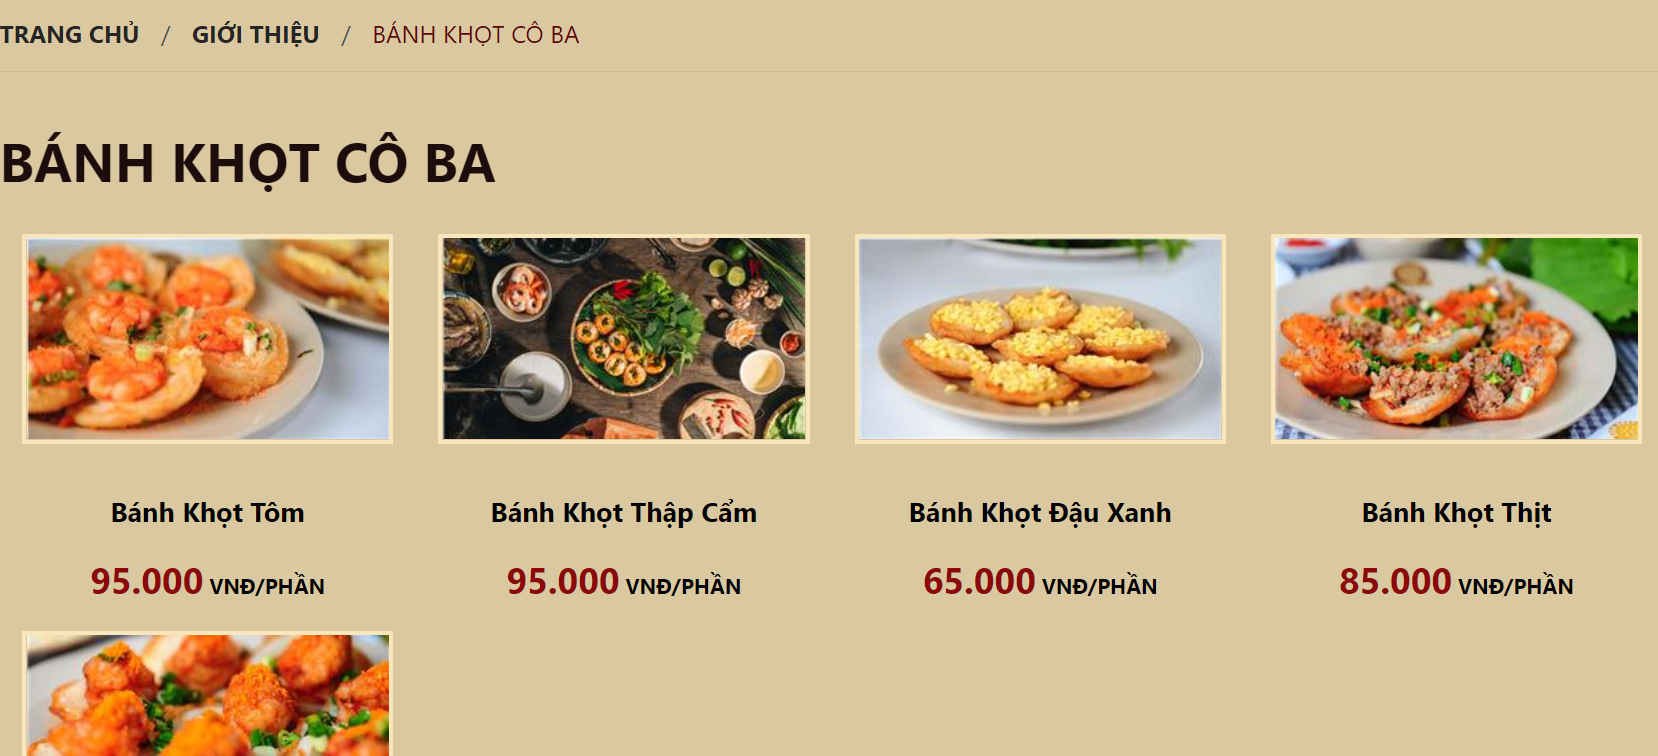 TRANG CHỦ / GIỚI THIỆU / BÁNH KHỌT CÔ BA
BÁNH KHỌT CÔ BA
Bánh Khọt Tôm
95.000 VNĐ/PHẦN
Bánh Khọt Thập Cẩm
95.000 VNĐ/PHẦN
Bánh Khọt Đậu Xanh
65.000 VNĐ/PHẦN
Bánh Khọt Thịt
85.000 VNĐ/PHẦN